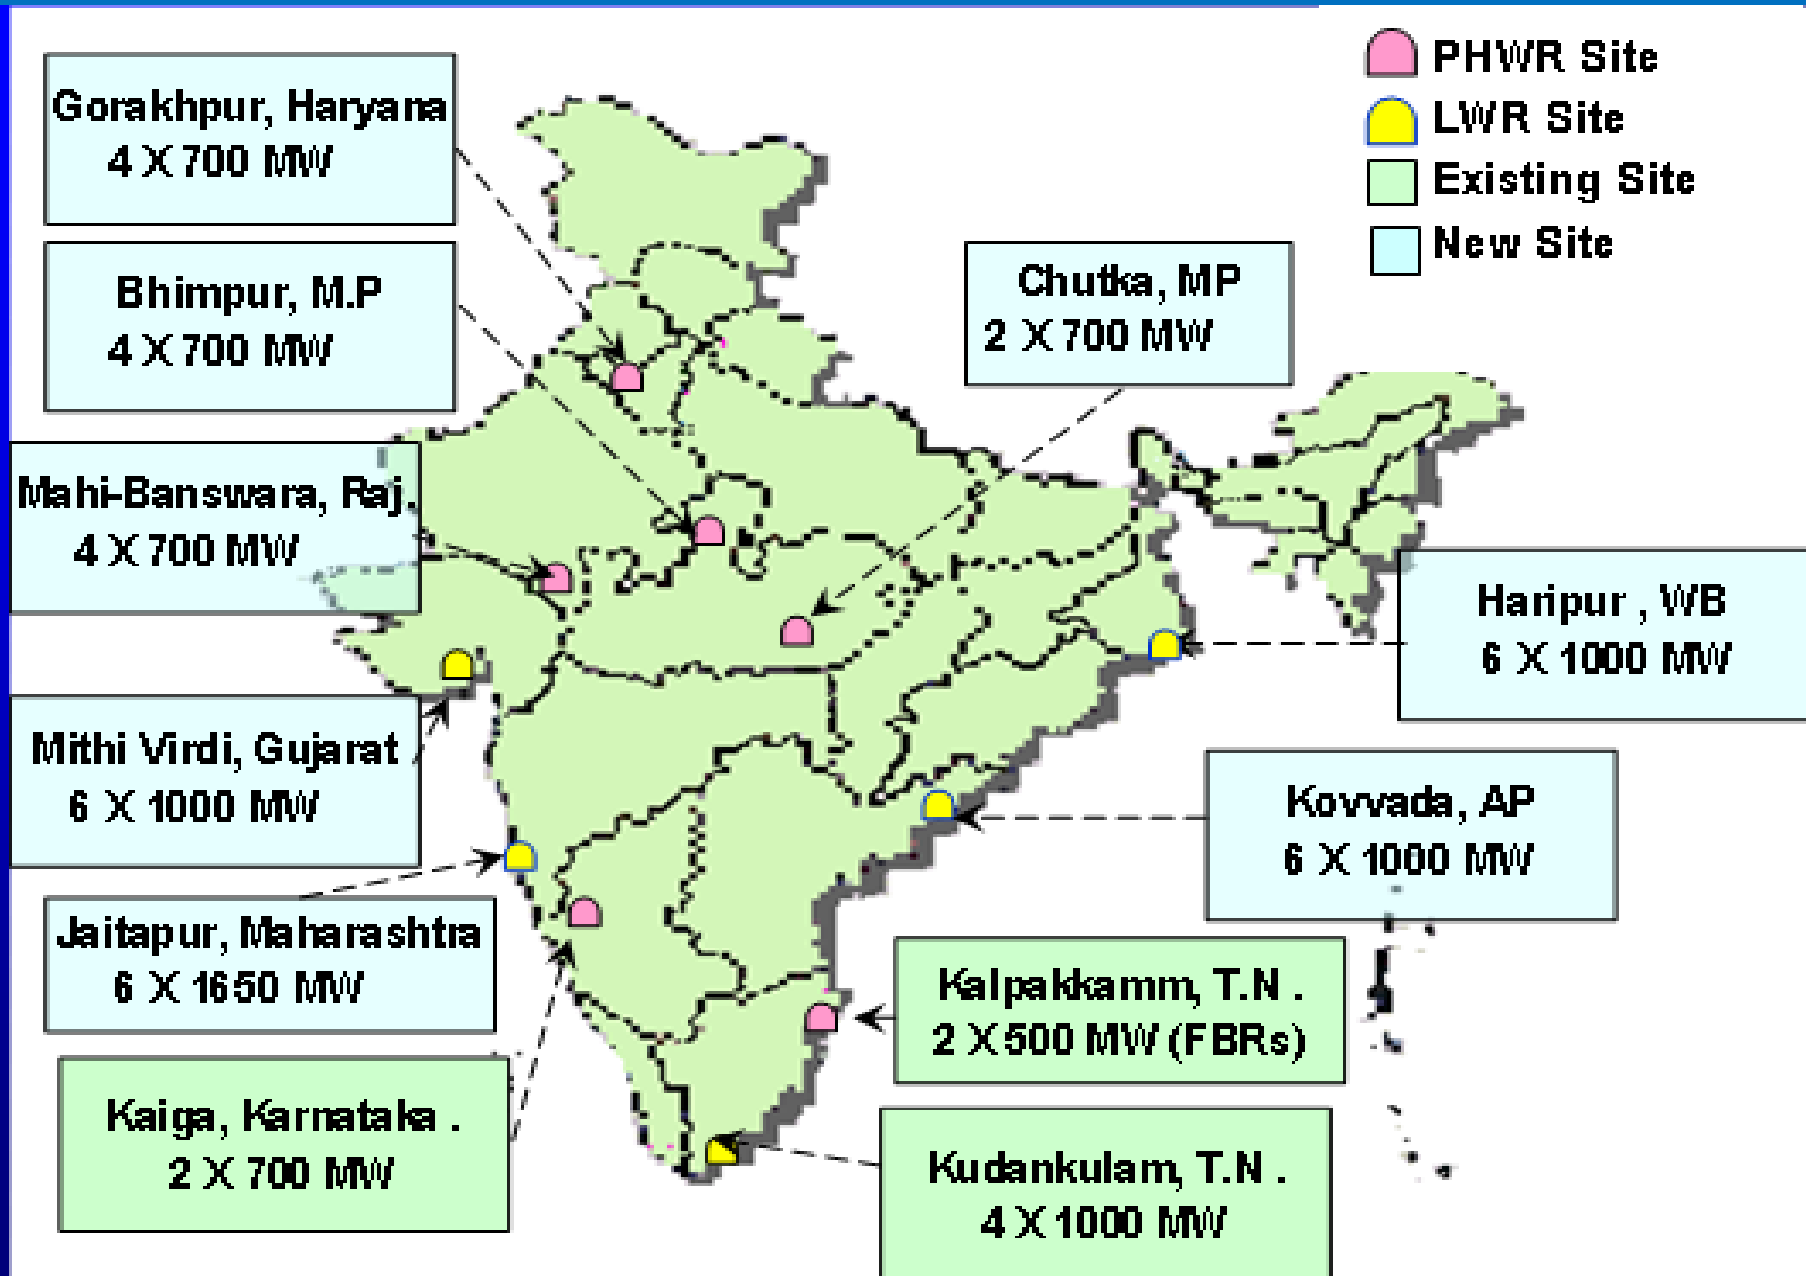 PHWR Site
LWR Site
Existing Site
New Site
Gorakhpur, Haryana
4 X 700 MW
Bhimpur, M.P
4 X 700 MW
Chutka, MP
2 X 700 MW
Mahi-Banswara, Raj.
4 X 700 MW
Haripur , WB
6 X 1000 MW
Mithi Virdi, Gujarat
6 X 1000 MW
Kovvada, AP
6 X 1000 MW
Jaitapur, Maharashtra
6 X 1650 MW
Kalpakkamm, T.N .
2 X 500 MW (FBRs)
Kaiga, Karnataka .
2 X 700 MW
Kudankulam, T.N .
4 X 1000 MW